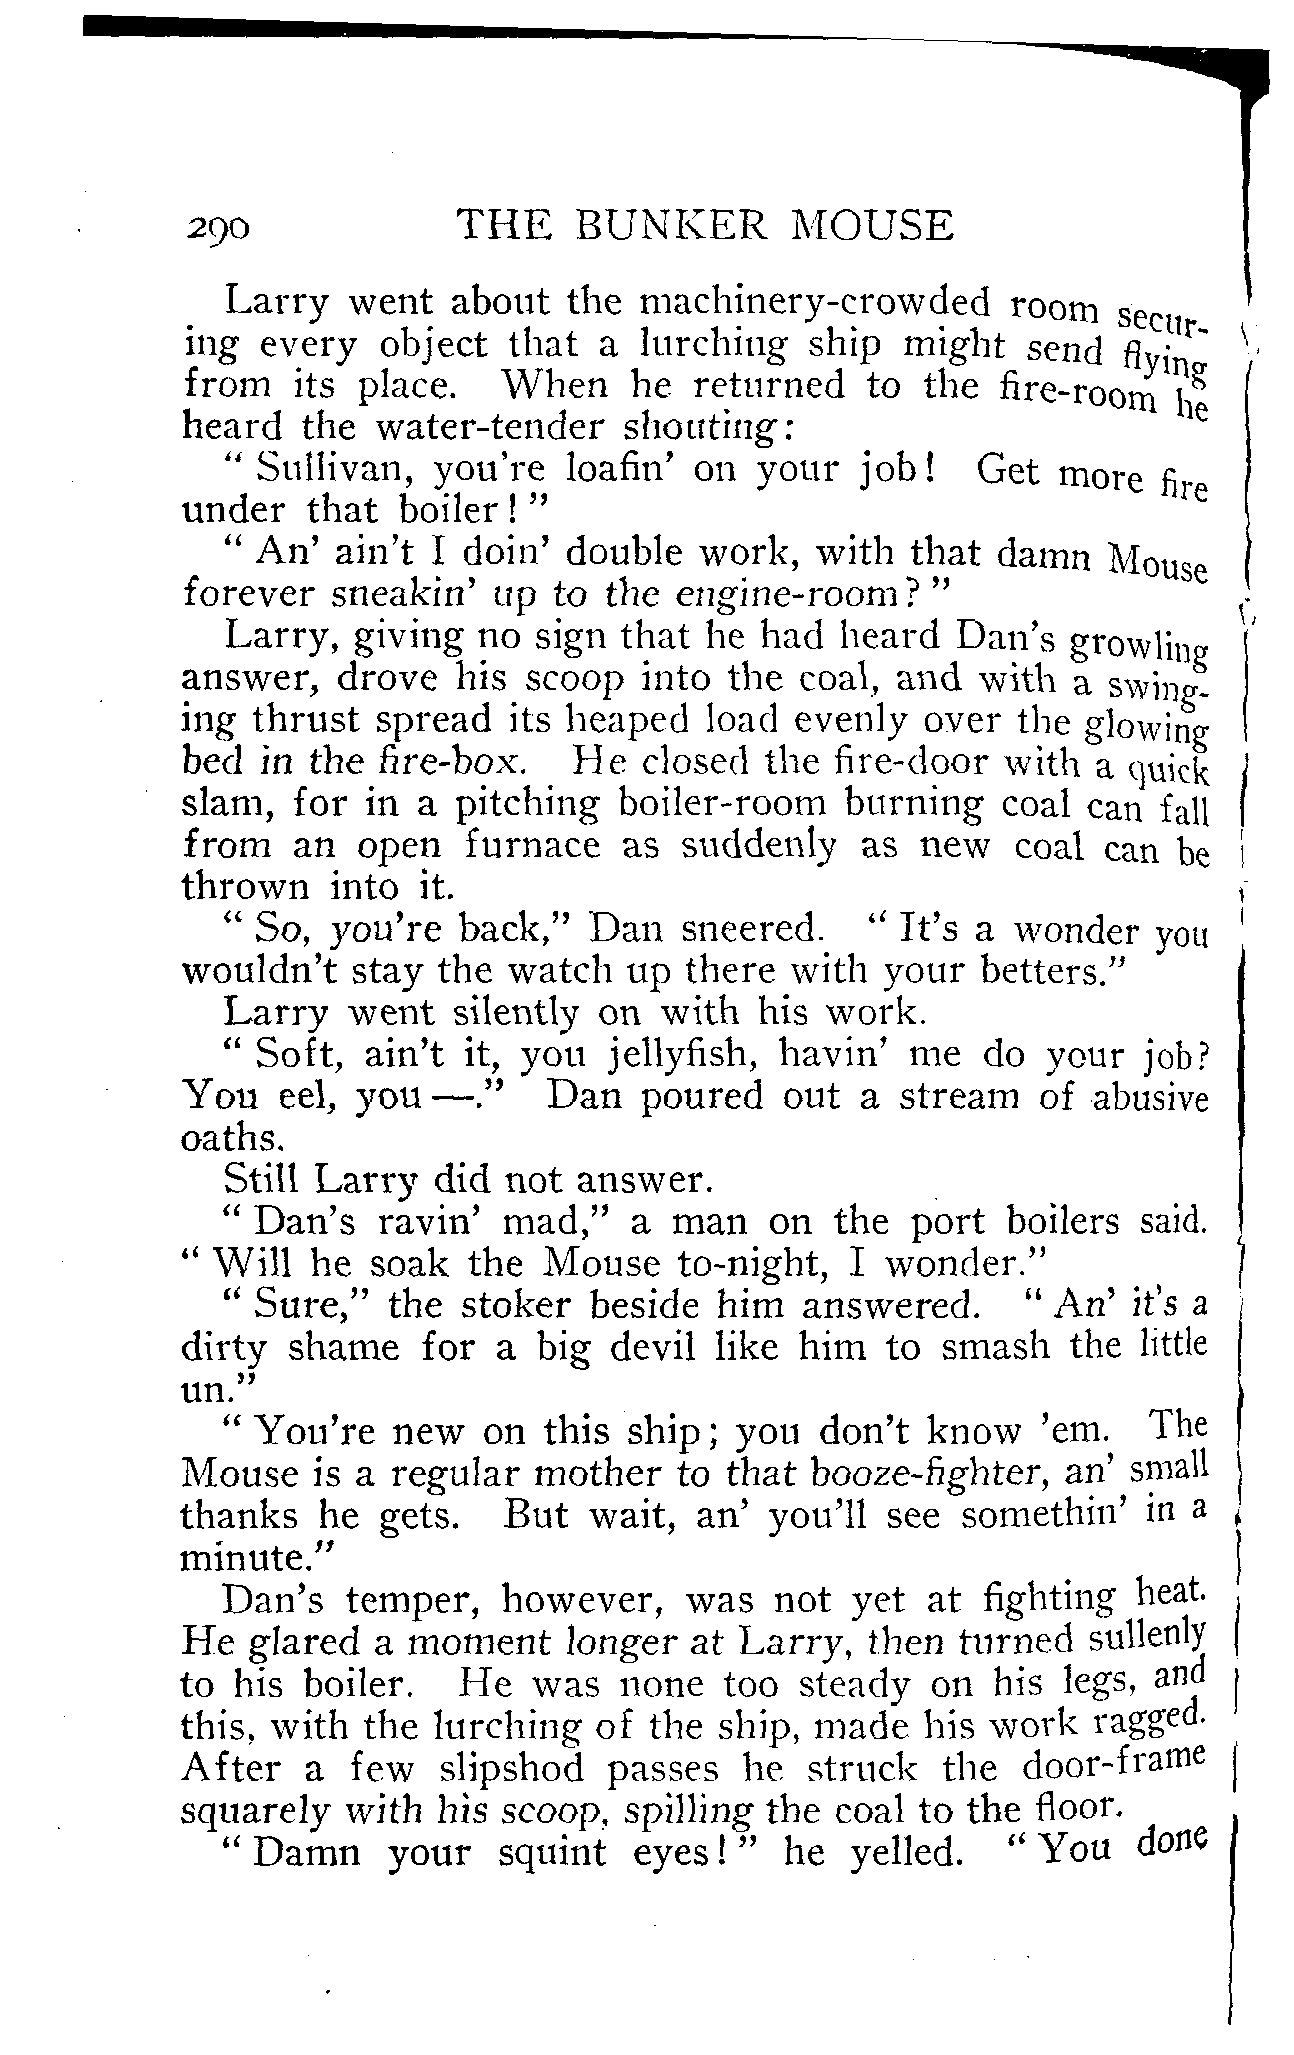 290 THE BUNKER MOUSE
Larry went about the machinery-crowded room secur-
ing every object that a lurching ship might send flying
from its place. When he returned to the fire-room he
heard the water-tender shouting:
" Sullivan, you're loafin' on your job! Get more fire
under that boiler! "
" An' ain't I doin' double work, with that damn Mouse
forever sneakin' up to the engine-room? "
Larry, giving no sign that he had heard Dan's growling
answer, drove his scoop into the coal, and with a swing-
ing thrust spread its heaped load evenly over the glowing
bed in the fire-box. He closed the fire-door with a quick
slam, for in a pitching boiler-room burning coal can fall
from an open furnace as suddenly as new coal can be
thrown into it.
" So, you're back," Dan sneered. " It's a wonder you
wouldn't stay the watch up there with your betters."
Larry went silently on with his work.
" Soft, ain't it, you jellyfish, havin' me do your job?
You eel, you —." Dan poured out a stream of abusive
oaths.
Still Larry did not answer.
" Dan's ravin' mad," a man on the port boilers said.
" Will he soak the Mouse to-night, I wonder."
" Sure," the stoker beside him answered. " An' it's a
dirty shame for a big devil like him to smash the little
un."
" You're new on this ship; you don't know 'em. The
Mouse is a regular mother to that booze-fighter, an' small
thanks he gets. But wait, an' you'll see somethin' in a
minute."
Dan's temper, however, was not yet at fighting heat.
He glared a moment longer at Larry, then turned sullenly
to his boiler. He was none too steady on his legs, and
this, with the lurching of the ship, made his work ragged.
After a few slipshod passes he struck the door-frame
squarely with his scoop, spilling the coal to the floor.
" Damn your squint eyes! " he yelled. " You done